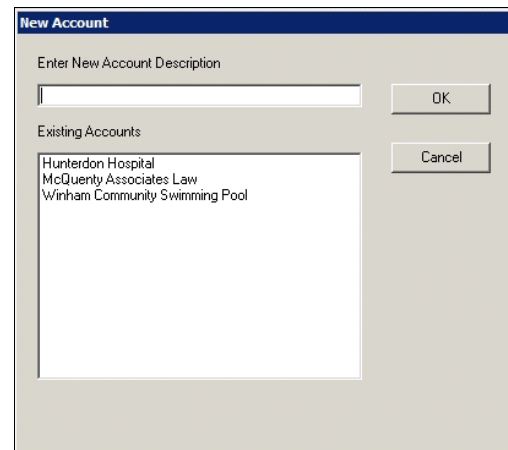 New Account
Enter New Account Description
OK
Existing Accounts
Cancel
Hunterdon Hospital
McQuenty Associates Law
Winham Community Swimming Pool